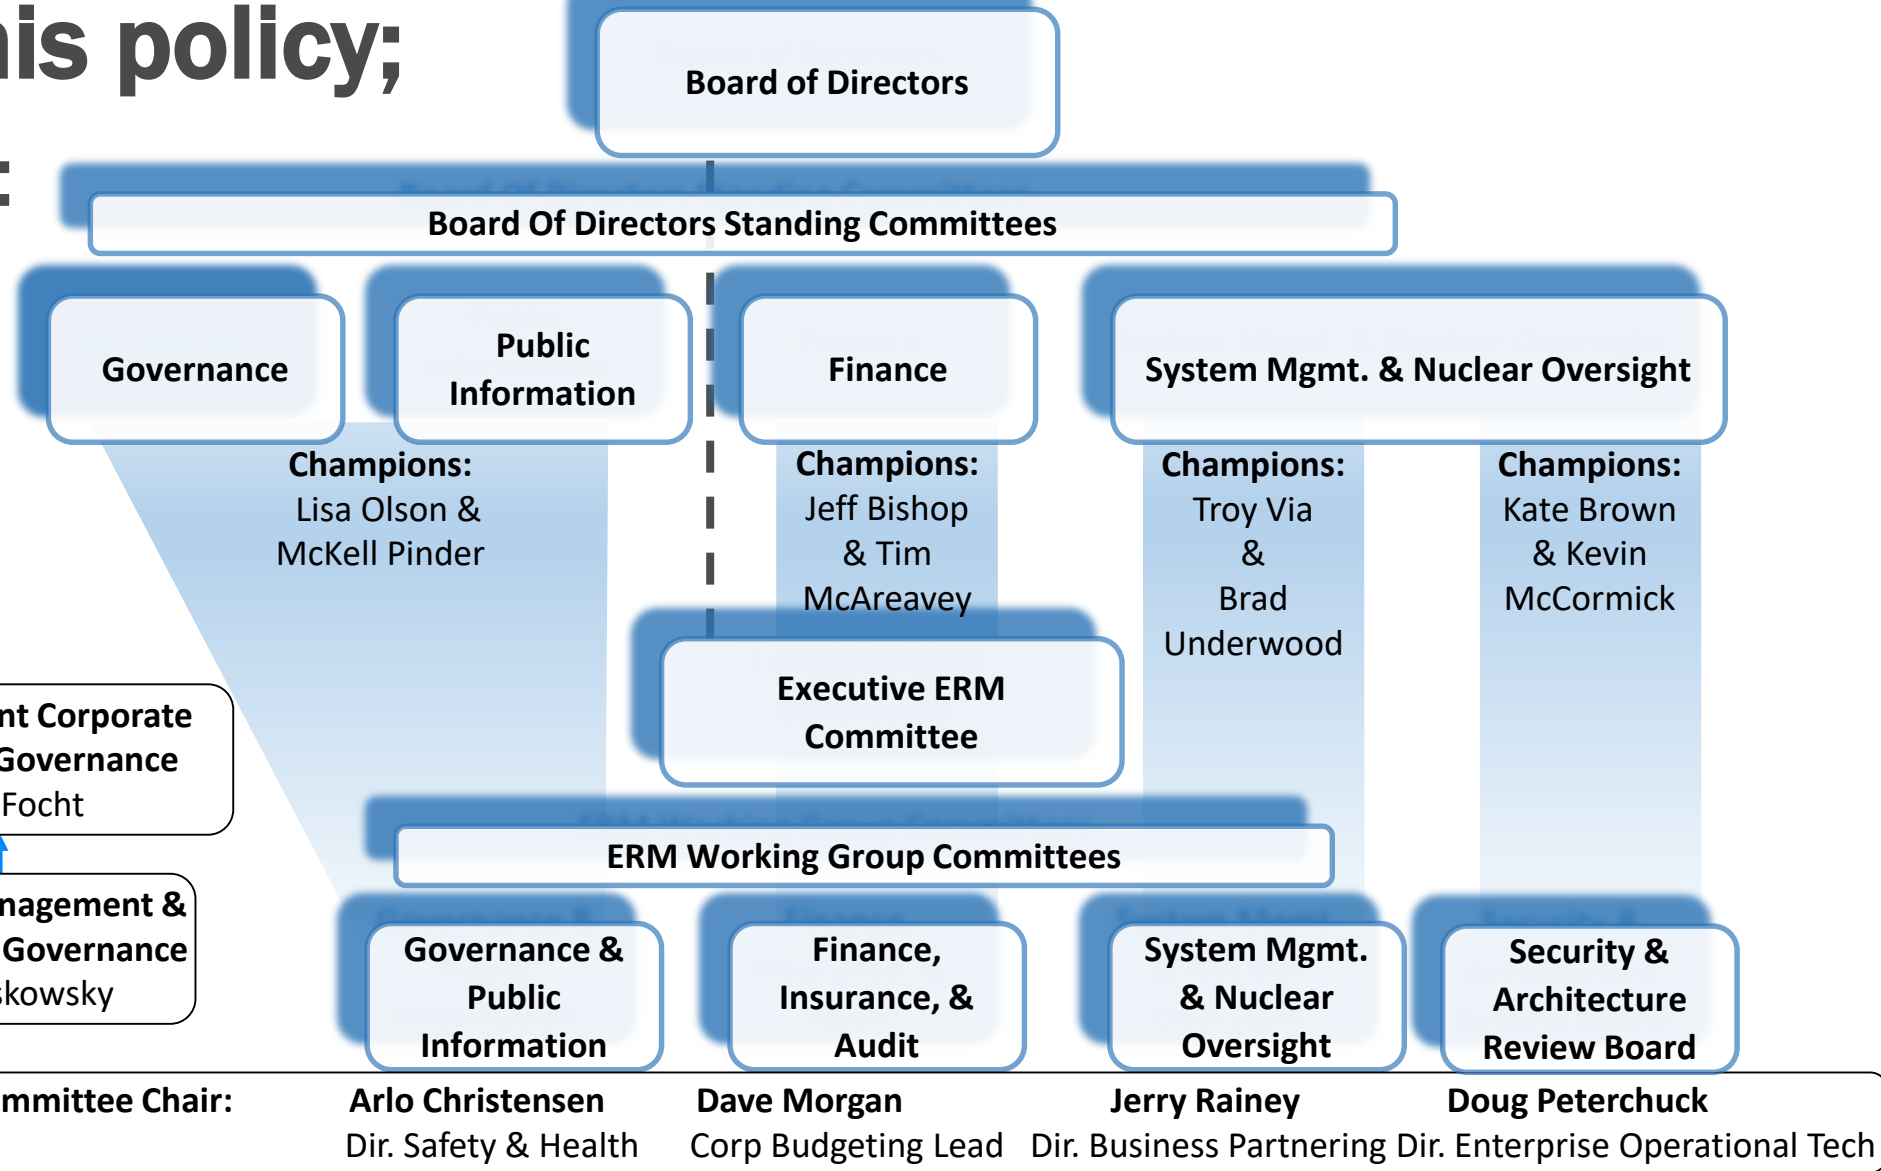 his policy;
:
Board of Directors
Board Of Directors Standing Committees
Governance
Public
Information
Finance
System Mgmt. & Nuclear Oversight
Champions:
Lisa Olson &
McKell Pinder
Champions:
Jeff Bishop
& Tim
McAreavey
Champions:
Troy Via
&
Brad
Underwood
Champions:
Kate Brown
& Kevin
McCormick
Executive ERM
Committee
nt Corporate
Governance
Focht
ERM Working Group Committees
nagement &
Governance
skowsky
Governance &
Public
Information
Finance,
Insurance, &
Audit
System Mgmt.
& Nuclear
Oversight
Security &
Architecture
Review Board
mmittee Chair:
Arlo Christensen
Dir. Safety & Health
Dave Morgan
Corp Budgeting Lead
Jerry Rainey
Dir. Business Partnering
Doug Peterchuck
Dir. Enterprise Operational Tech